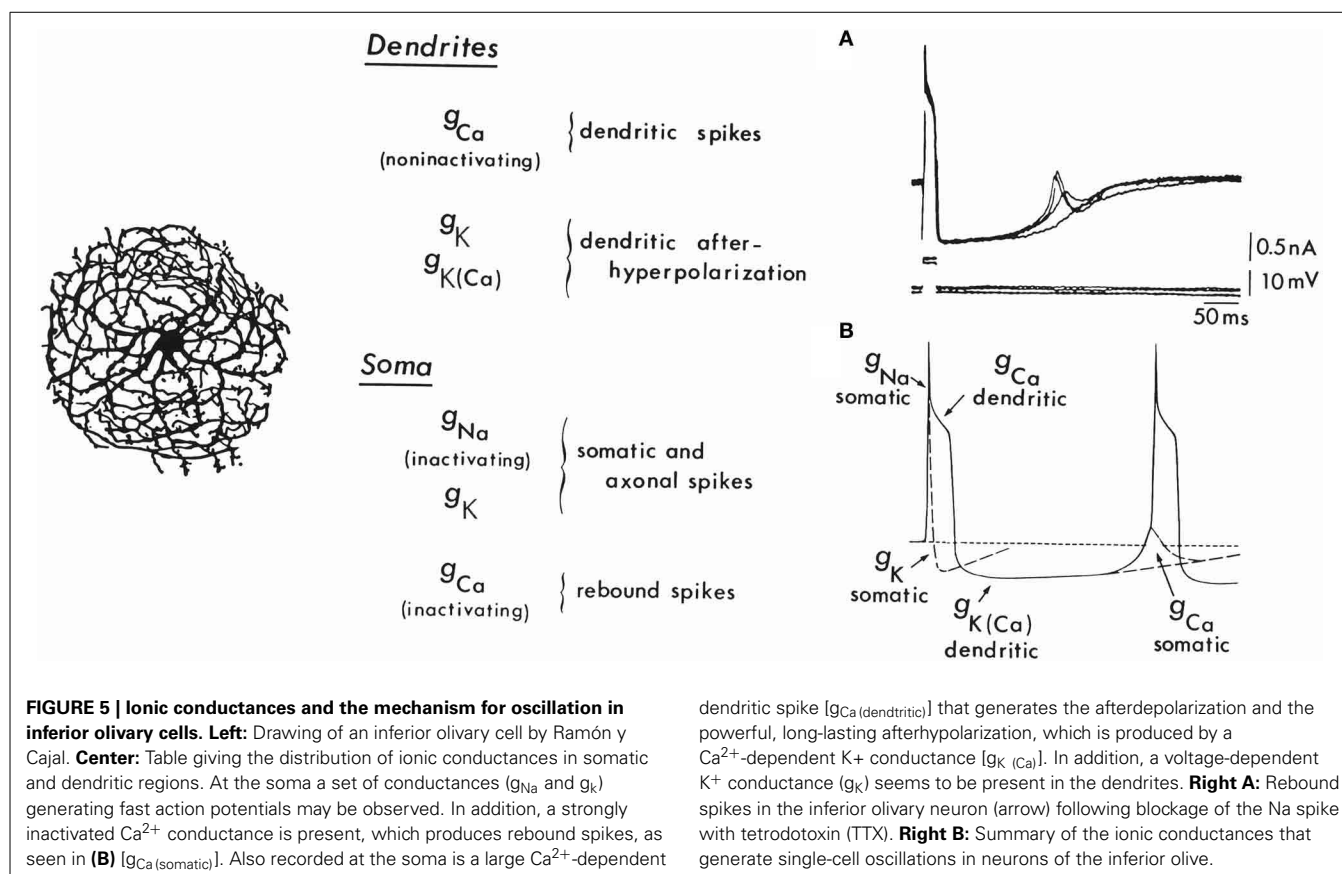 Dendrites
gCa
(noninactivating)
dendritic spikes
gK
gK(Ca)
dendritic after-
hyperpolarization
Soma
gNa
(inactivating)
somatic and
axonal spikes
gK
gCa
(inactivating)
rebound spikes
A
0.5nA
10 mV
50 ms
B
gNa
somatic
gCa
dendritic
gK
somatic
gK(Ca)
dendritic
gCa
somatic
FIGURE 5 | Ionic conductances and the mechanism for oscillation in
inferior olivary cells. Left: Drawing of an inferior olivary cell by Ramón y
Cajal. Center: Table giving the distribution of ionic conductances in somatic
and dendritic regions. At the soma a set of conductances (gNa and gk)
generating fast action potentials may be observed. In addition, a strongly
inactivated Ca2+ conductance is present, which produces rebound spikes, as
seen in (B) [gCa(somatic)]. Also recorded at the soma is a large Ca2+-dependent
dendritic spike [gCa(dendtritic)] that generates the afterdepolarization and the
powerful, long-lasting afterhypolarization, which is produced by a
Ca2+-dependent K+ conductance [gK (Ca)]. In addition, a voltage-dependent
K+ conductance (gK) seems to be present in the dendrites. Right A: Rebound
spikes in the inferior olivary neuron (arrow) following blockage of the Na spike
with tetrodotoxin (TTX). Right B: Summary of the ionic conductances that
generate single-cell oscillations in neurons of the inferior olive.